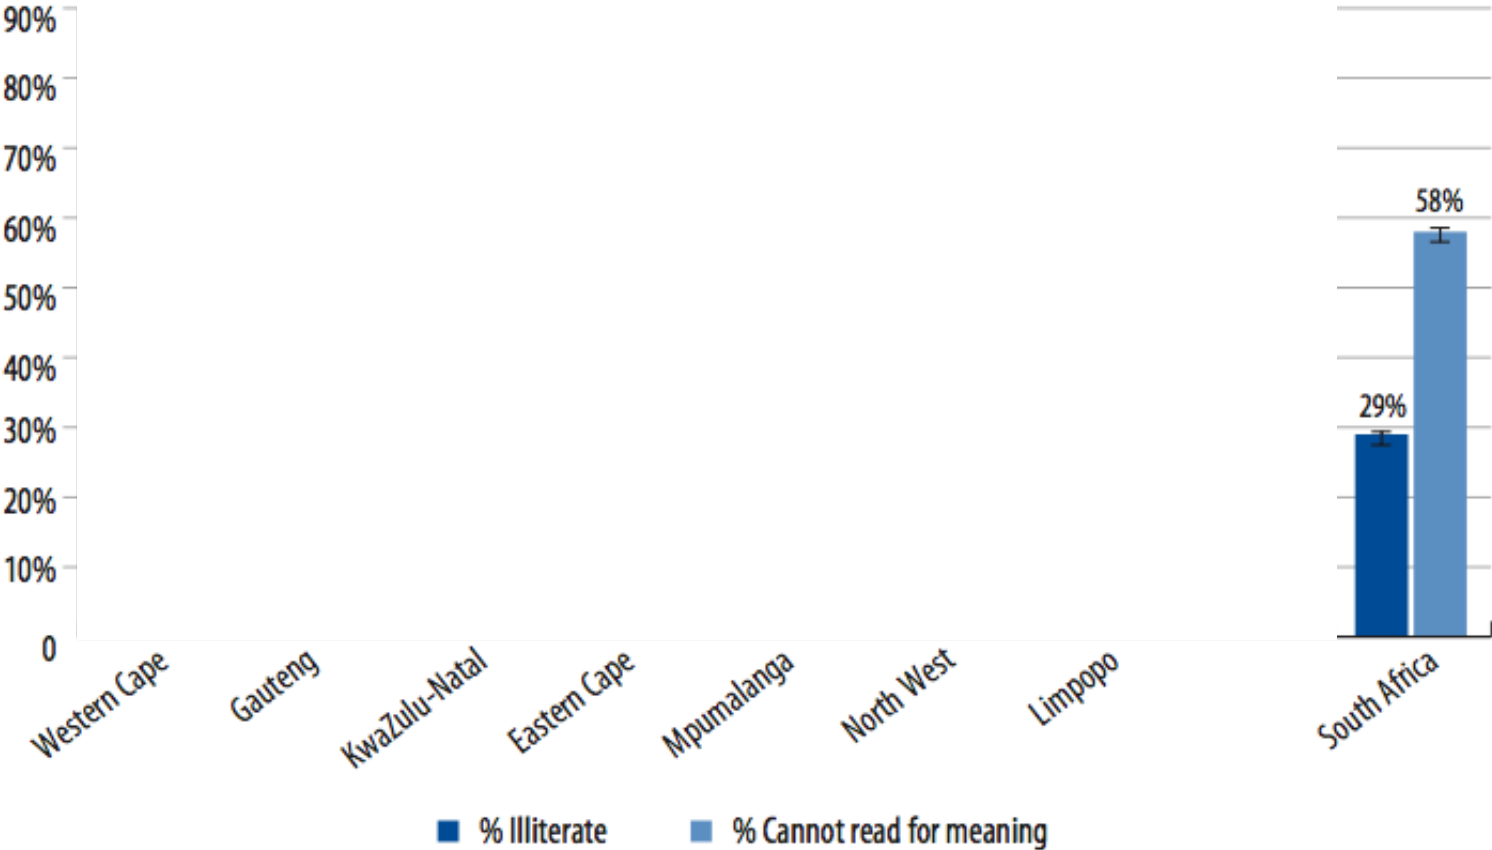 90%
80%
70%
60%
50%
40%
30%
20%
10%
0
58%
29%
Western Cape
Gauteng
KwaZulu-Natal
Eastern Cape
Mpumalanga
North West
Limpopo
South Africa
% Illiterate
% Cannot read for meaning